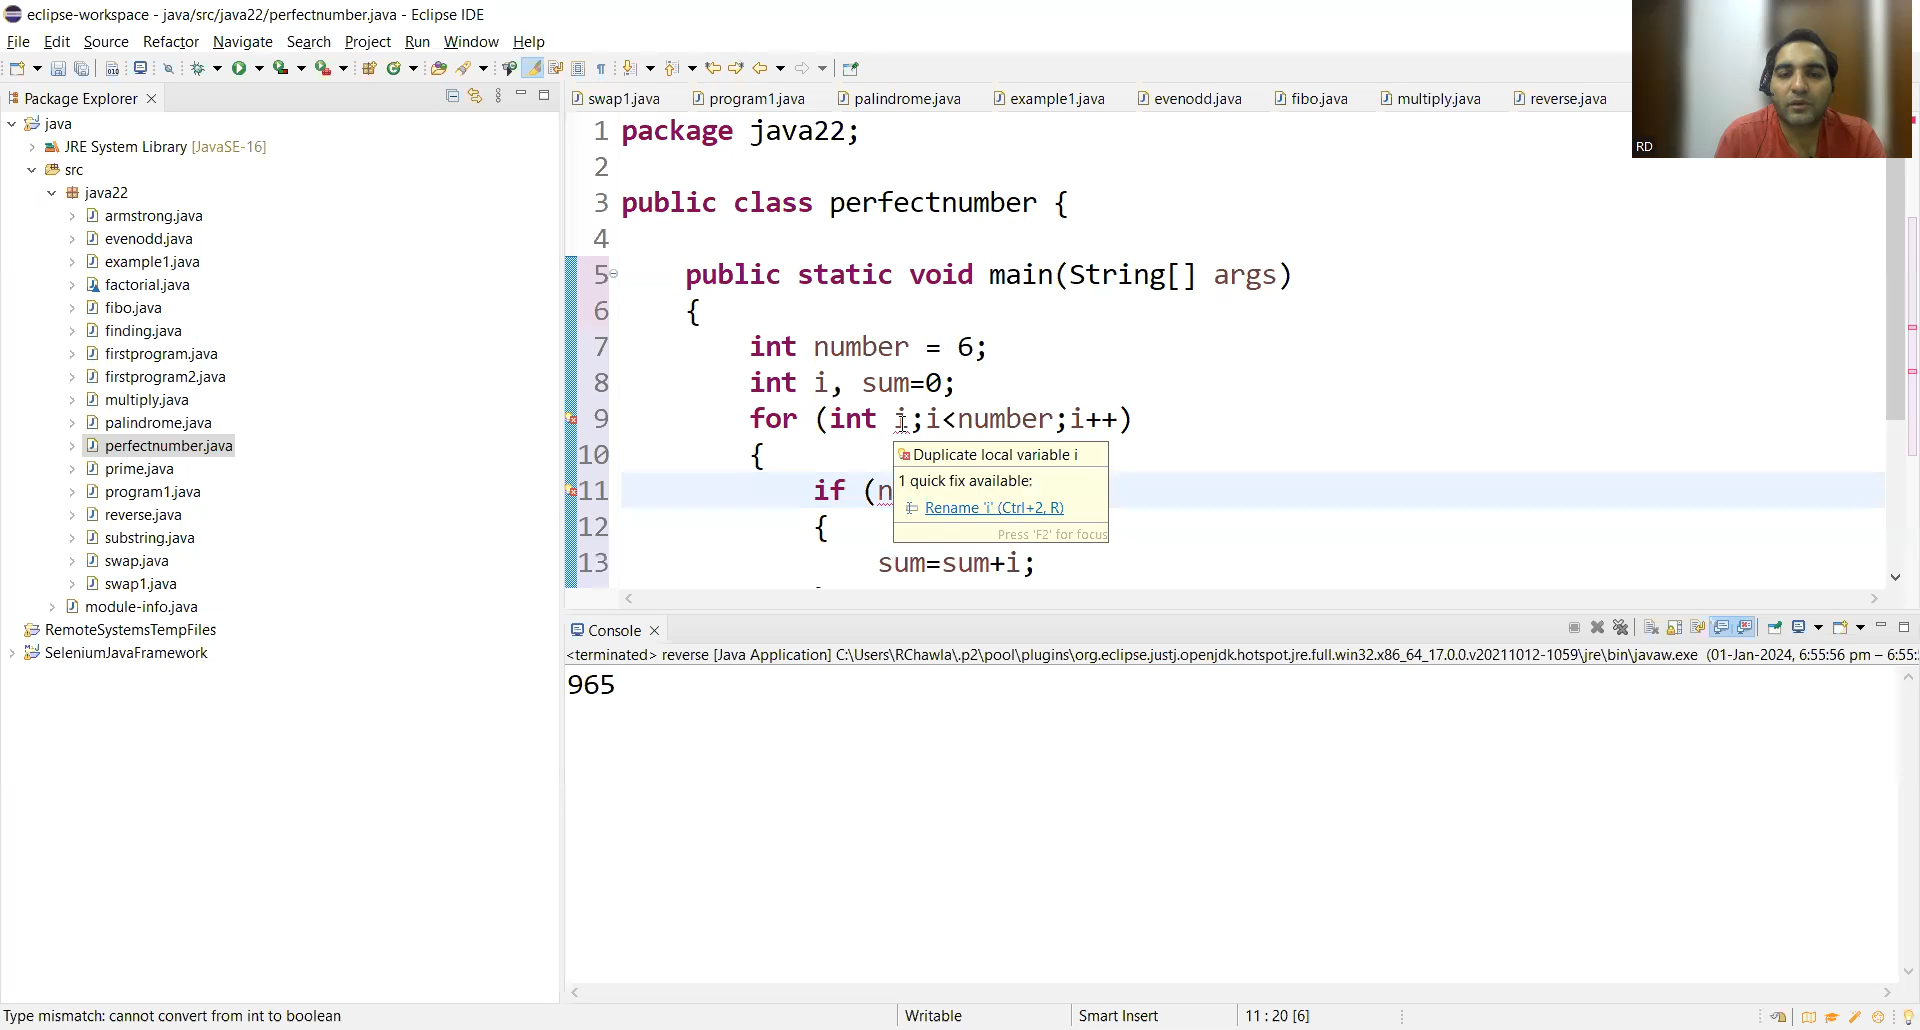 eclipse-workspace - java/src/java22/perfectnumber.java - Eclipse IDE
File Edit Source Refactor Navigate Search Project Run Window Help
Package Explorer
java
JRE System Library [JavaSE-16]
src
java22
armstrong.java
evenodd.java
example1.java
factorial.java
fibo.java
finding.java
firstprogram.java
firstprogram2.java
multiply.java
palindrome.java
perfectnumber.java
prime.java
program1.java
reverse.java
substring.java
swap.java
swap1.java
module-info.java
RemoteSystemsTempFiles
SeleniumJavaFramework
swap1.java program1.java palindrome.java example1.java evenodd.java fibo.java multiply.java reverse.java
1 package java22;
2
3 public class perfectnumber {
4
5 public static void main(String[] args)
6 {
7 int number = 6;
8 int i, sum=0;
9 for (int i;i<number;i++)
10 {
11 if (n
12 {
13 sum=sum+i;
Duplicate local variable i
1 quick fix available:
Rename 'i' (Ctrl+2, R)
Press 'F2' for focus
RD
Console
<terminated> reverse [Java Application] C:\Users\RChawla\.p2\pool\plugins\org.eclipse.justj.openjdk.hotspot.jre.full.win32.x86_64_17.0.0.v20211012-1059\jre\bin\javaw.exe (01-Jan-2024, 6:55:56 pm – 6:55:
965
Type mismatch: cannot convert from int to boolean
Writable
Smart Insert
11 : 20 [6]